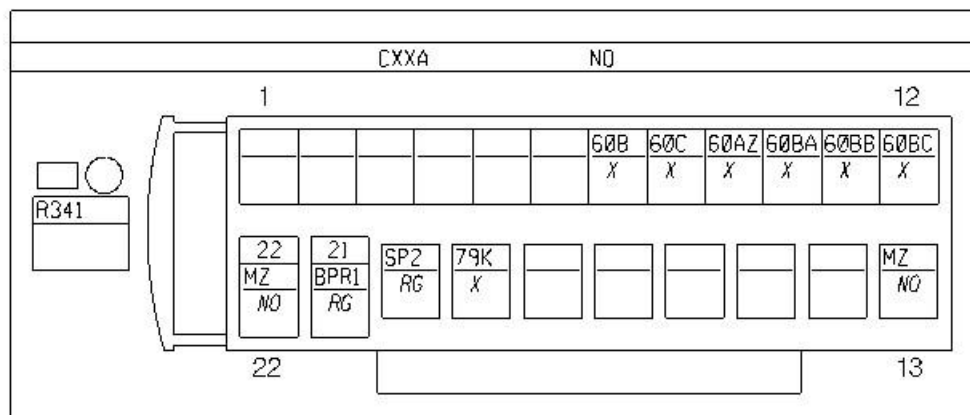 CXXA NO
1 12
60B 60C 60AZ 60BA 60BB 60BC
X X X X X X
R341
22 21
MZ BPR1 SP2 79K MZ
NO RG RG X NO
22 13